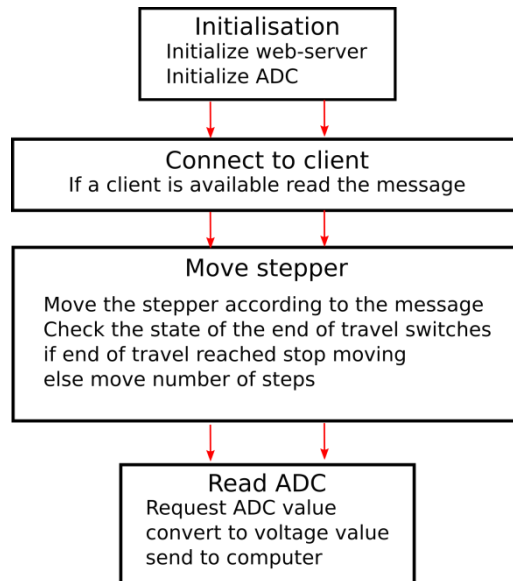 Initialisation
Initialize web-server
Initialize ADC
Connect to client
If a client is available read the message
Move stepper
Move the stepper according to the message
Check the state of the end of travel switches
if end of travel reached stop moving
else move number of steps
Read ADC
Request ADC value
convert to voltage value
send to computer